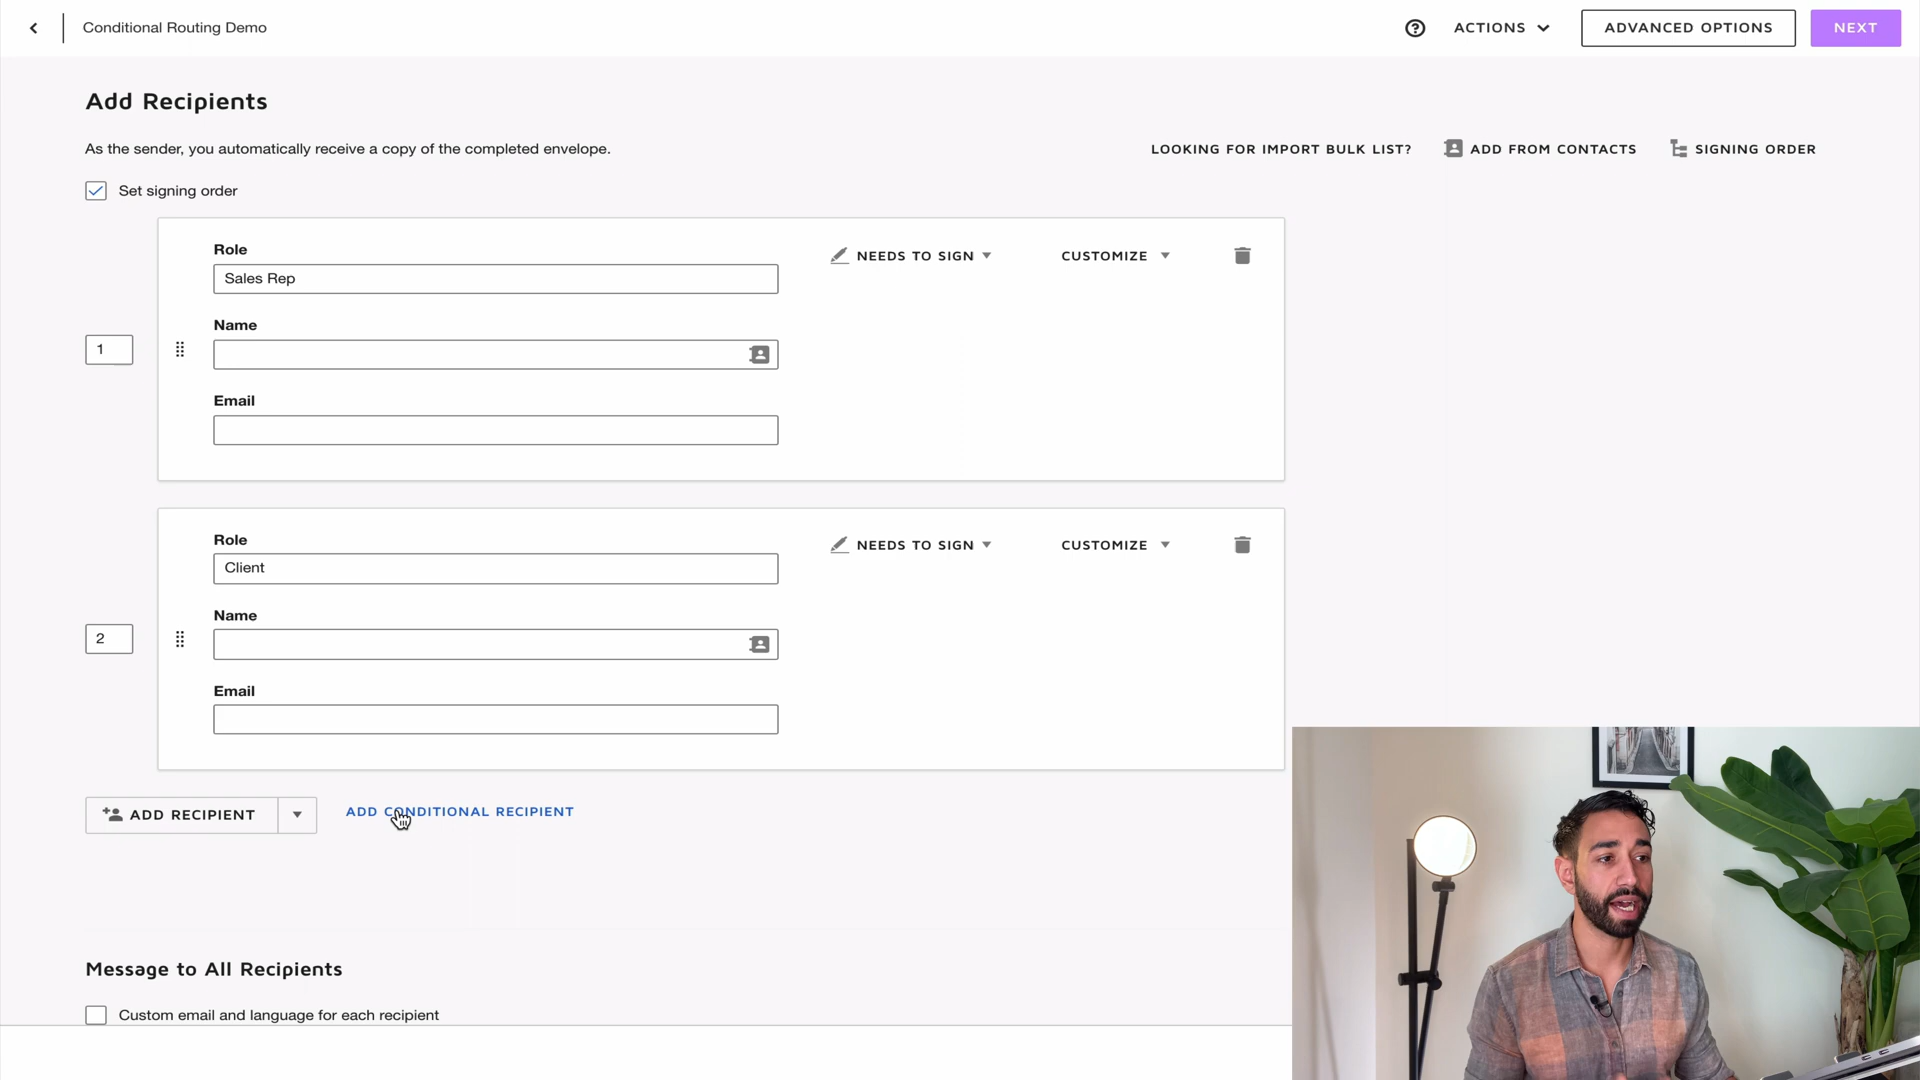 Conditional Routing Demo
ACTIONS
ADVANCED OPTIONS
NEXT
Add Recipients
As the sender, you automatically receive a copy of the completed envelope.
LOOKING FOR IMPORT BULK LIST?
ADD FROM CONTACTS
SIGNING ORDER
Set signing order
Role
NEEDS TO SIGN
CUSTOMIZE
Sales Rep
Name
1
Email
Role
NEEDS TO SIGN
CUSTOMIZE
Client
Name
2
Email
ADD RECIPIENT
ADD CONDITIONAL RECIPIENT
Message to All Recipients
Custom email and language for each recipient